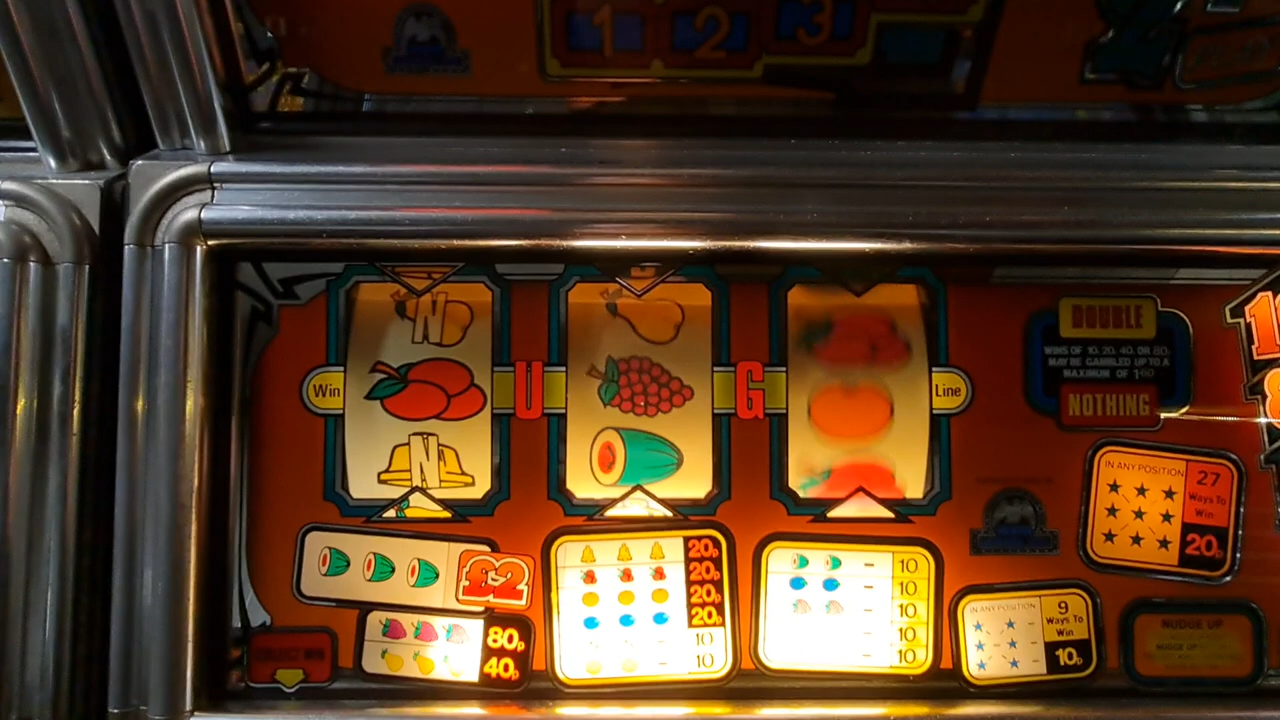 1 2 3
N
Win
U
G
Line
N
DOUBLE
WINS OF 10, 20, 40, OR 80p
MAY BE GAMBLED UP TO A
MAXIMUM OF 1.60
NOTHING
IN ANY POSITION
27
Ways To
Win
20p
£2
80p
40p
20p
20p
20p
20p
- 10
- 10
- 10
- 10
- 10
- 10
- 10
IN ANY POSITION
9
Ways To
Win
10p
NUDGE UP
NUDGE UP